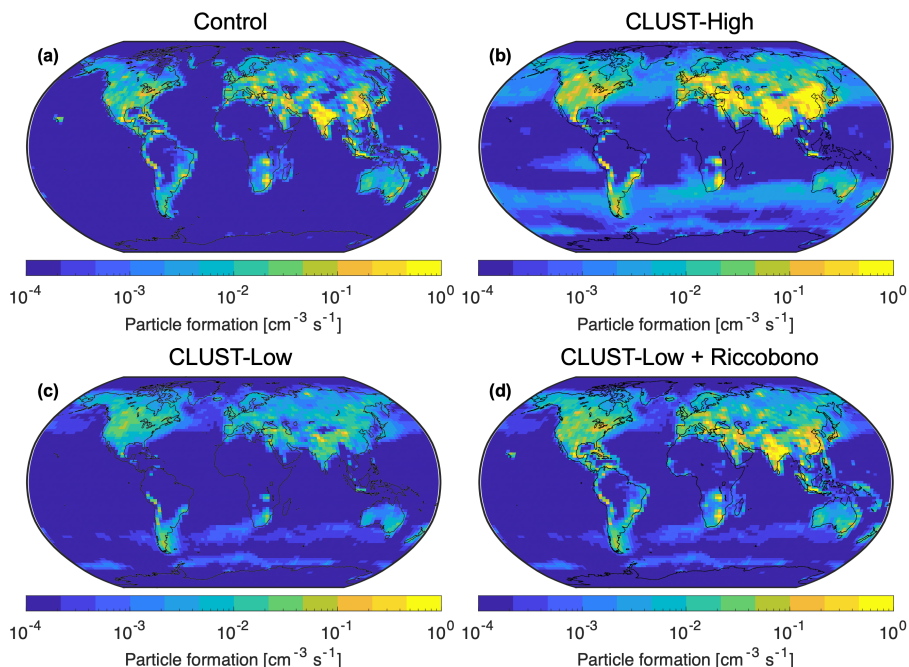 Control
CLUST-High
(a)
(b)
10^-4 10^-3 10^-2 10^-1 10^0
10^-4 10^-3 10^-2 10^-1 10^0
Particle formation [cm^-3 s^-1]
Particle formation [cm^-3 s^-1]
CLUST-Low
CLUST-Low + Riccobono
(c)
(d)
10^-4 10^-3 10^-2 10^-1 10^0
10^-4 10^-3 10^-2 10^-1 10^0
Particle formation [cm^-3 s^-1]
Particle formation [cm^-3 s^-1]